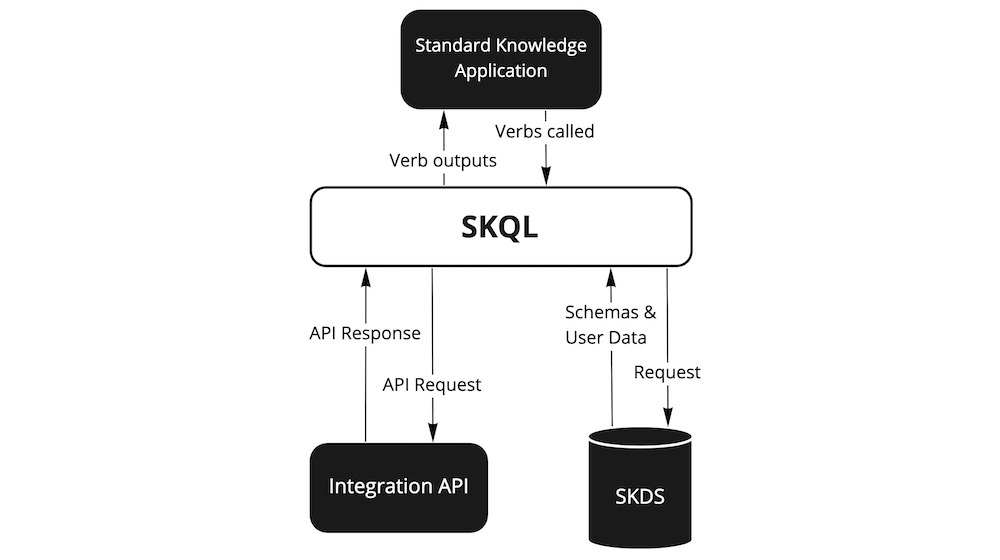 Standard Knowledge
Application
Verbs called
Verb outputs
SKQL
Schemas &
User Data
API Response
Request
API Request
Integration API
SKDS